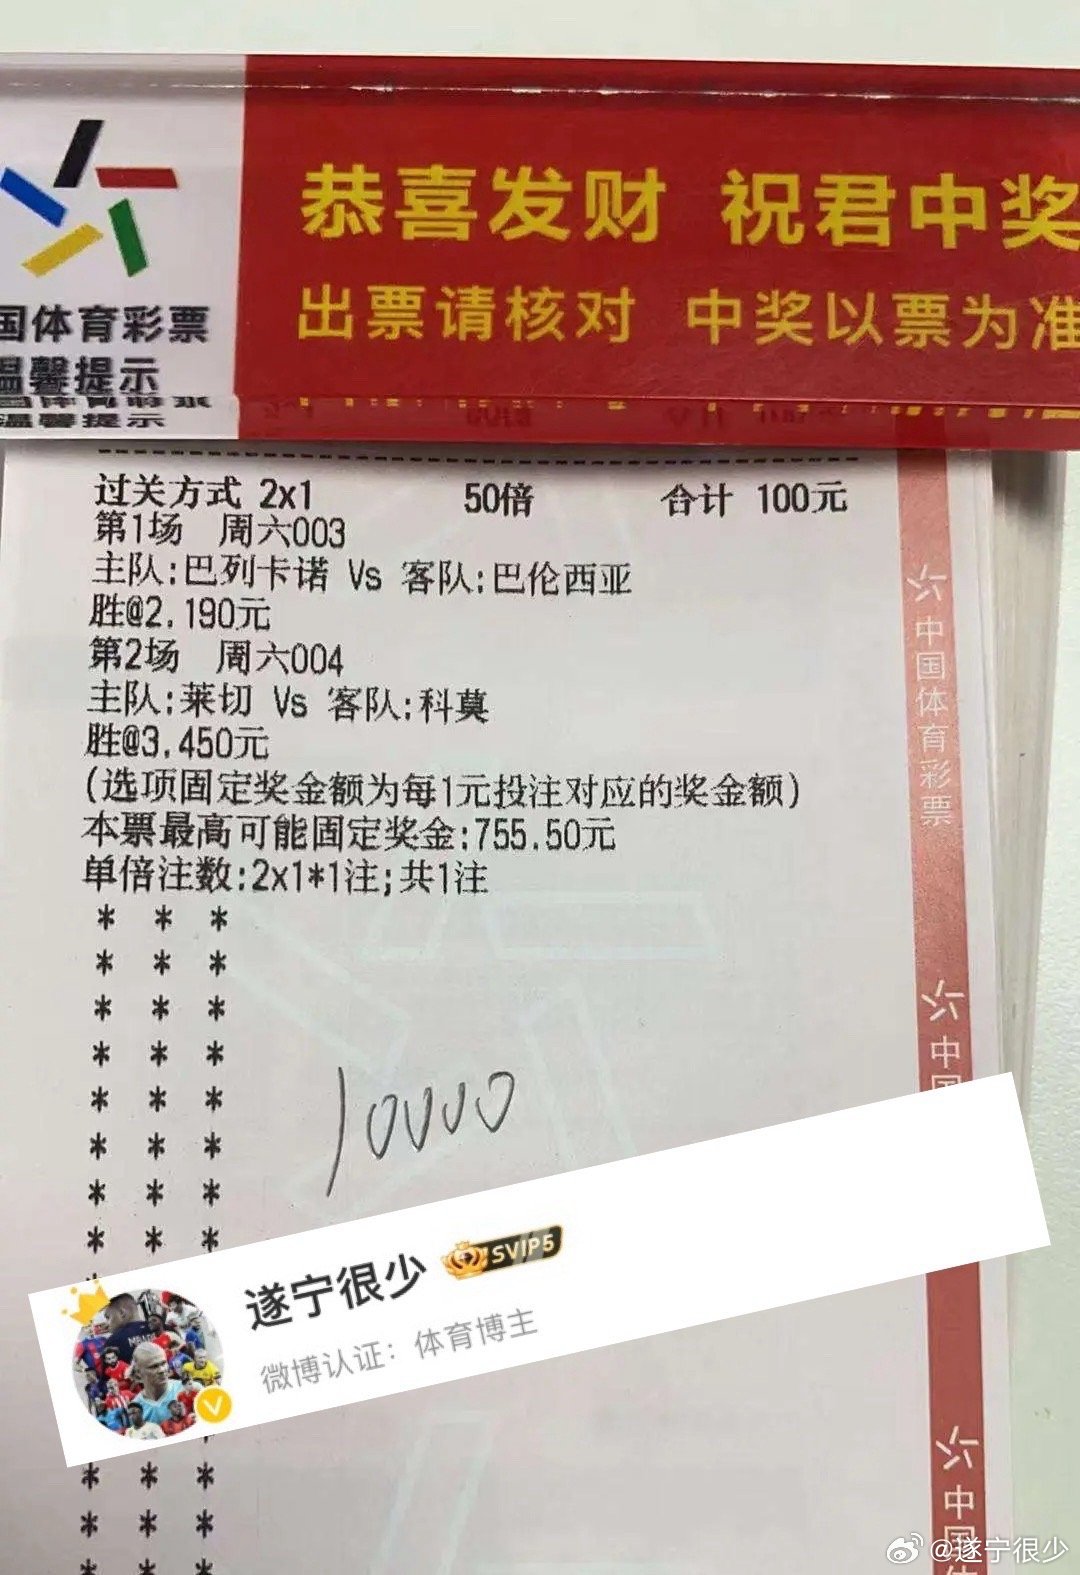 恭喜发财 祝君中奖
出票请核对 中奖以票为准
国体育彩票
温馨提示
温馨提示
过关方式 2x1 50倍 合计 100元
第1场 周六003
主队:巴列卡诺 Vs 客队:巴伦西亚
胜@2.190元
第2场 周六004
主队:莱切 Vs 客队:科莫
胜@3.450元
(选项固定奖金额为每1元投注对应的奖金额)
本票最高可能固定奖金:755.50元
单倍注数:2x1*1注;共1注
* * *
* * *
* * *
* * *
* * *
* * *
* * *
* * *
10000
遂宁很少 SVIP5
微博认证：体育博主
* * *
* * *
* * *
中国体育彩票
中国
中国体
@遂宁很少